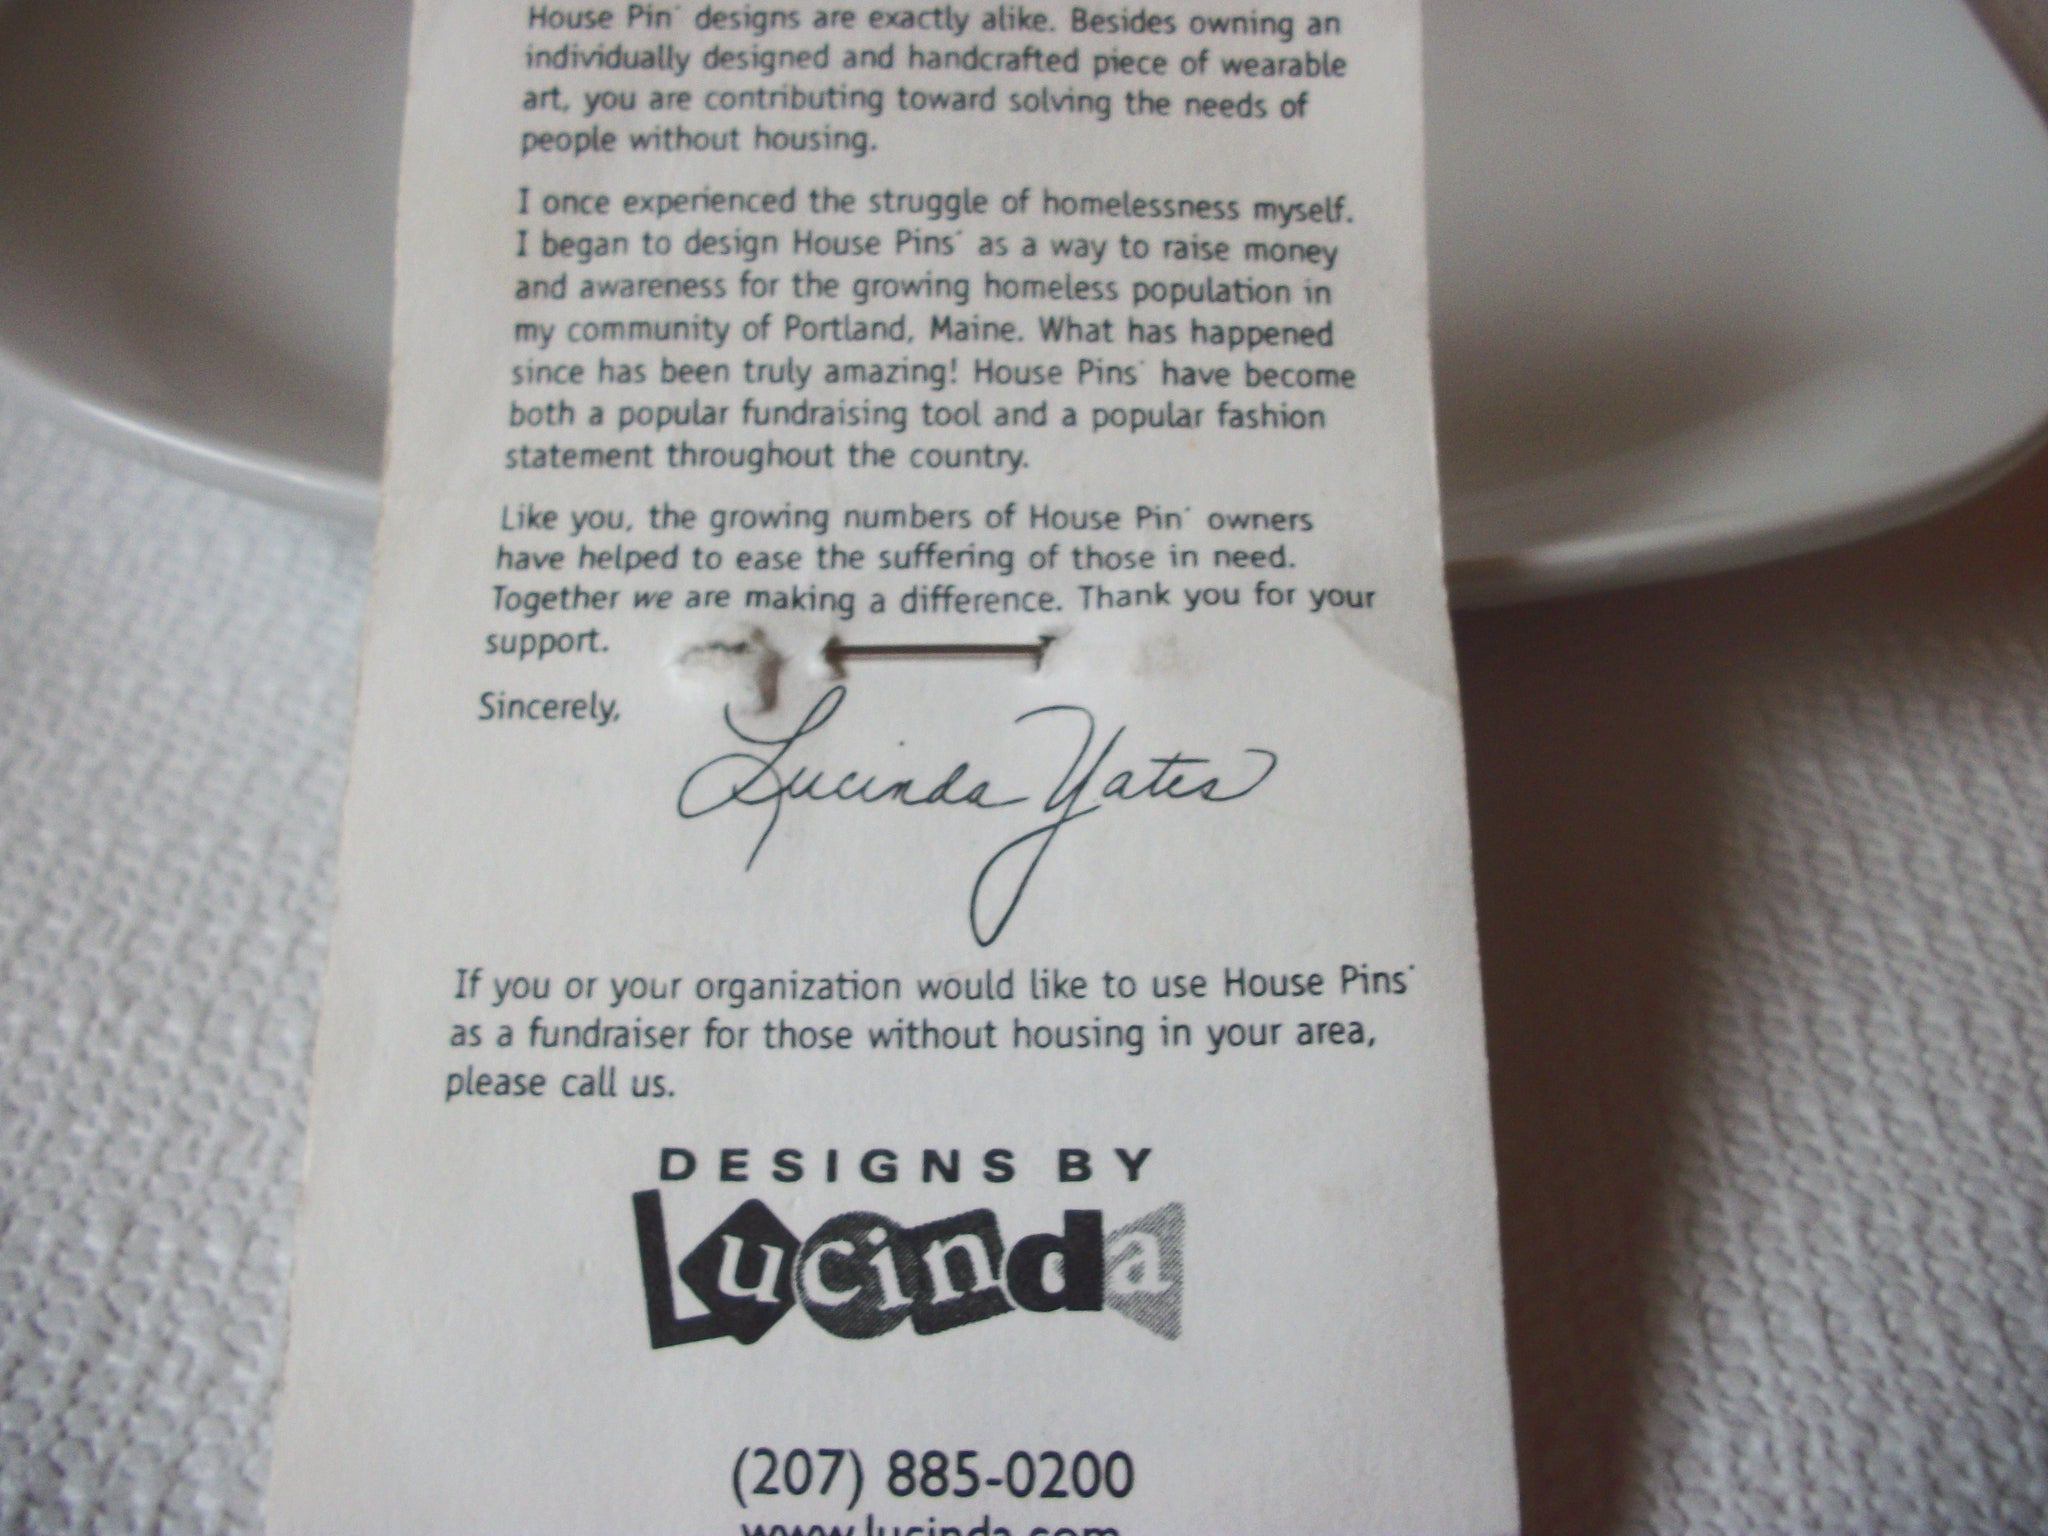 House Pin˙ designs are exactly alike. Besides owning an
individually designed and handcrafted piece of wearable
art, you are contributing toward solving the needs of
people without housing.
I once experienced the struggle of homelessness myself.
I began to design House Pins˙ as a way to raise money
and awareness for the growing homeless population in
my community of Portland, Maine. What has happened
since has been truly amazing! House Pins˙ have become
both a popular fundraising tool and a popular fashion
statement throughout the country.
Like you, the growing numbers of House Pin˙ owners
have helped to ease the suffering of those in need.
Together we are making a difference. Thank you for your
support.
Sincerely,
Lucinda Yates
If you or your organization would like to use House Pins˙
as a fundraiser for those without housing in your area,
please call us.
DESIGNS BY
Lucinda
(207) 885-0200
www.lucinda.com